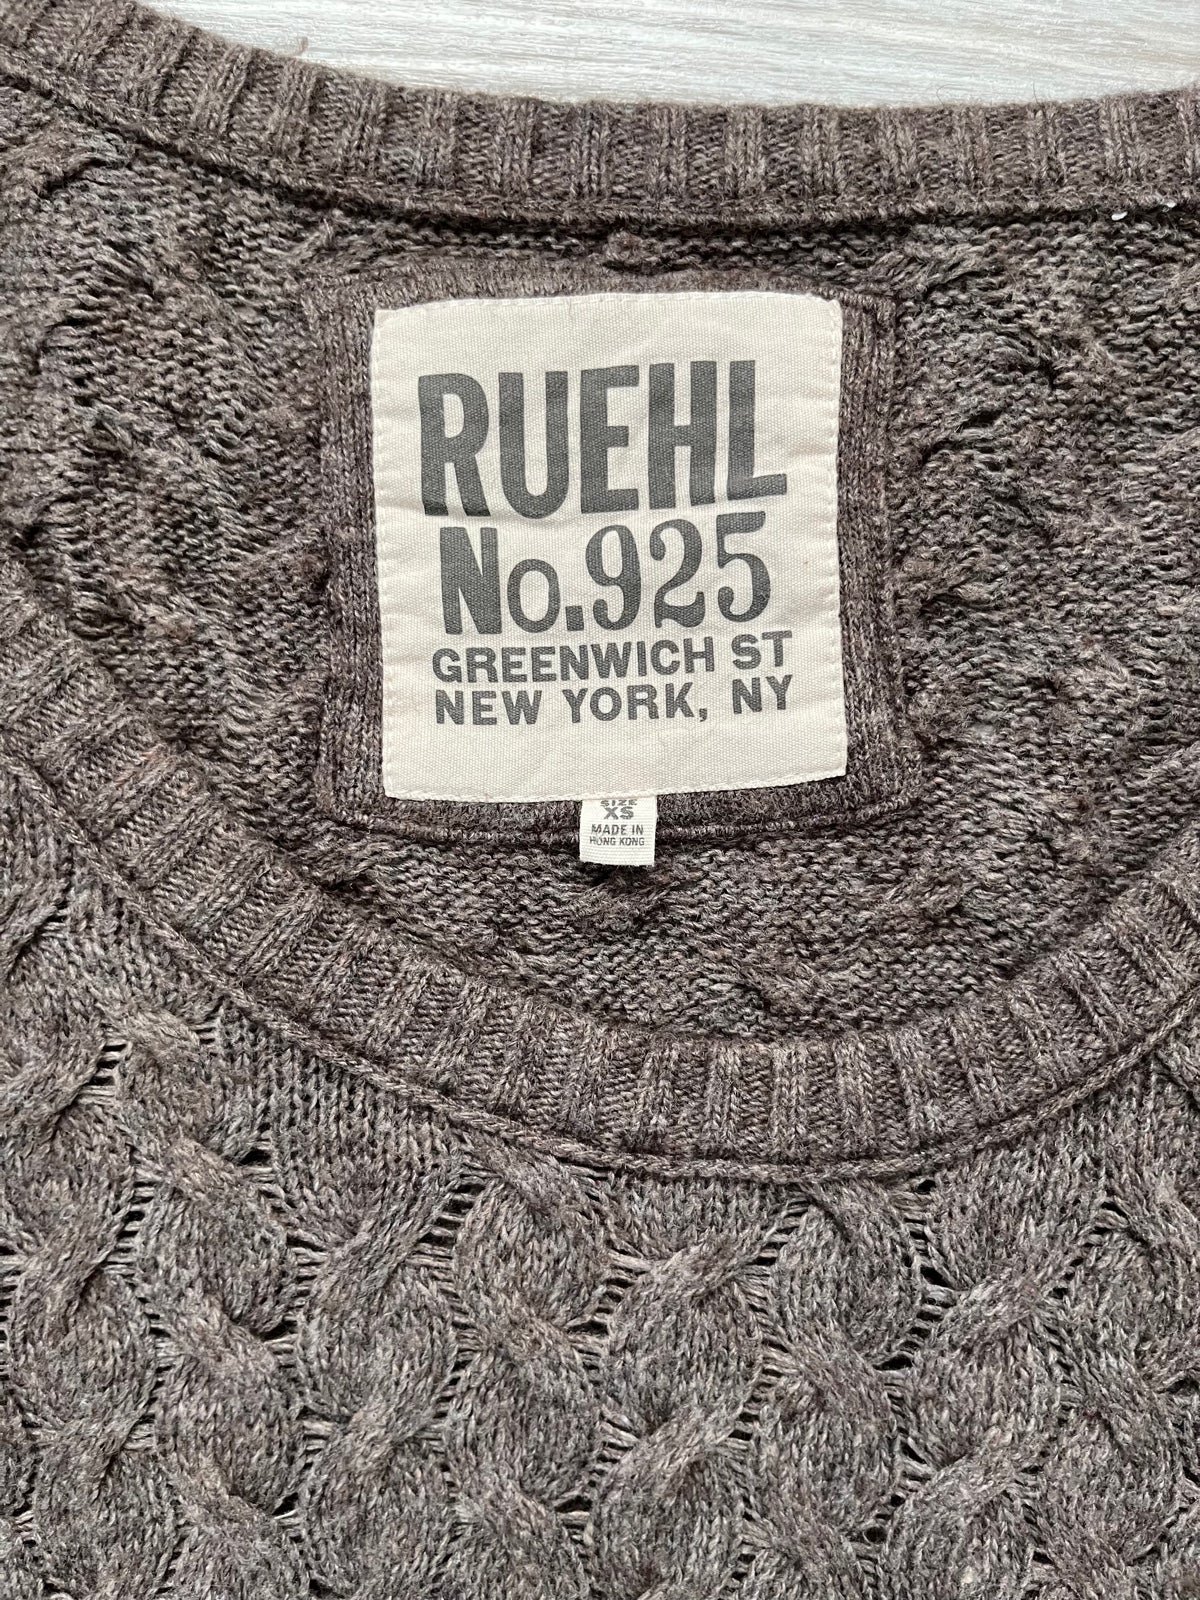 RUEHL
No.925
GREENWICH ST
NEW YORK, NY
SIZE
XS
MADE IN
HONG KONG